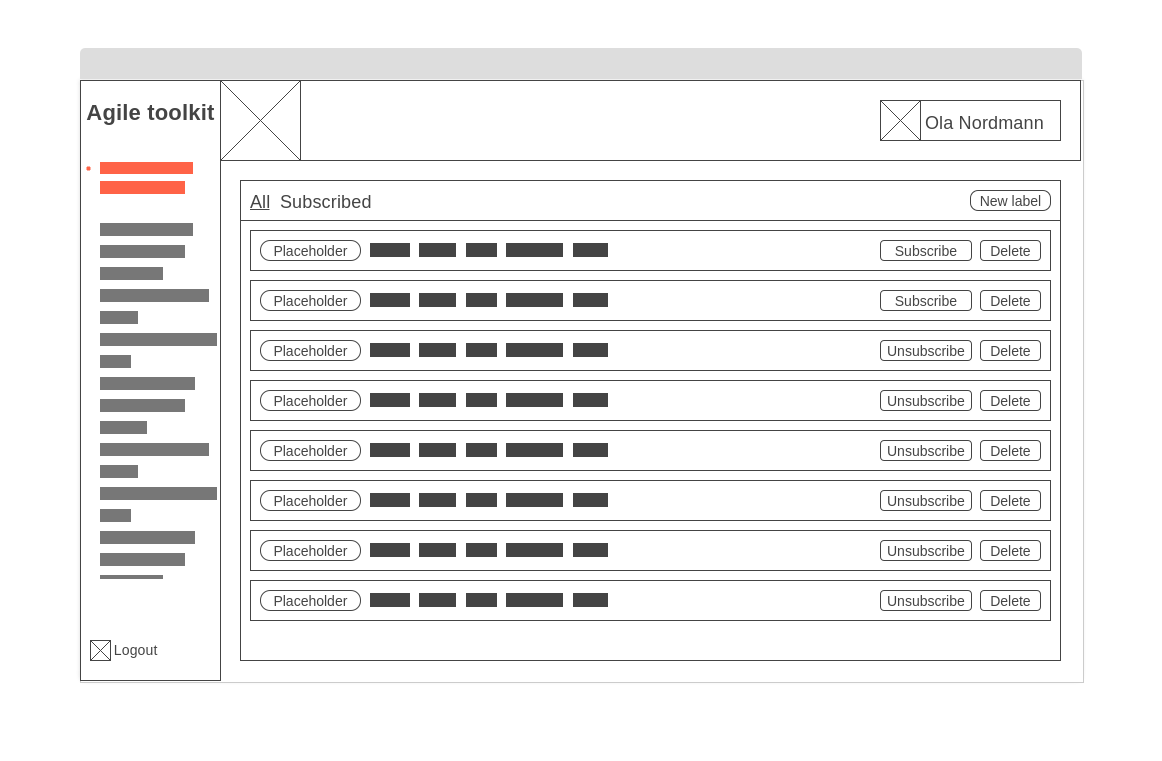 Agile toolkit
Ola Nordmann
All Subscribed New label
Placeholder Subscribe Delete
Placeholder Subscribe Delete
Placeholder Unsubscribe Delete
Placeholder Unsubscribe Delete
Placeholder Unsubscribe Delete
Placeholder Unsubscribe Delete
Placeholder Unsubscribe Delete
Placeholder Unsubscribe Delete
Logout